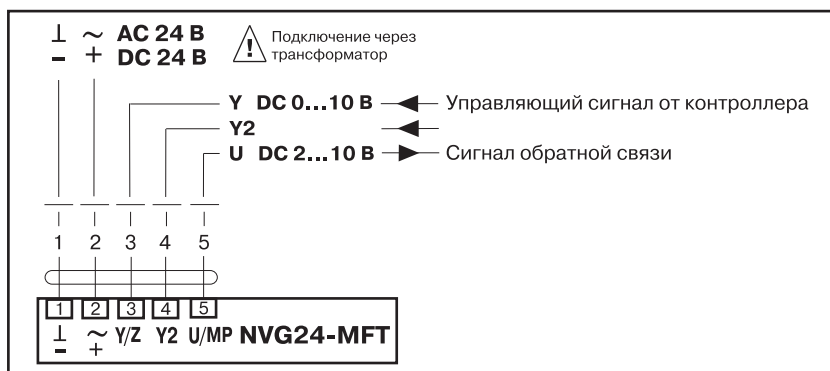 ⊥ ~ AC 24 В
– + DC 24 В
Подключение через
трансформатор
Y DC 0...10 В Управляющий сигнал от контроллера
Y2
U DC 2...10 В Сигнал обратной связи
1 2 3 4 5
1 2 3 4 5
⊥ ~ Y/Z Y2 U/MP NVG24-MFT
– +